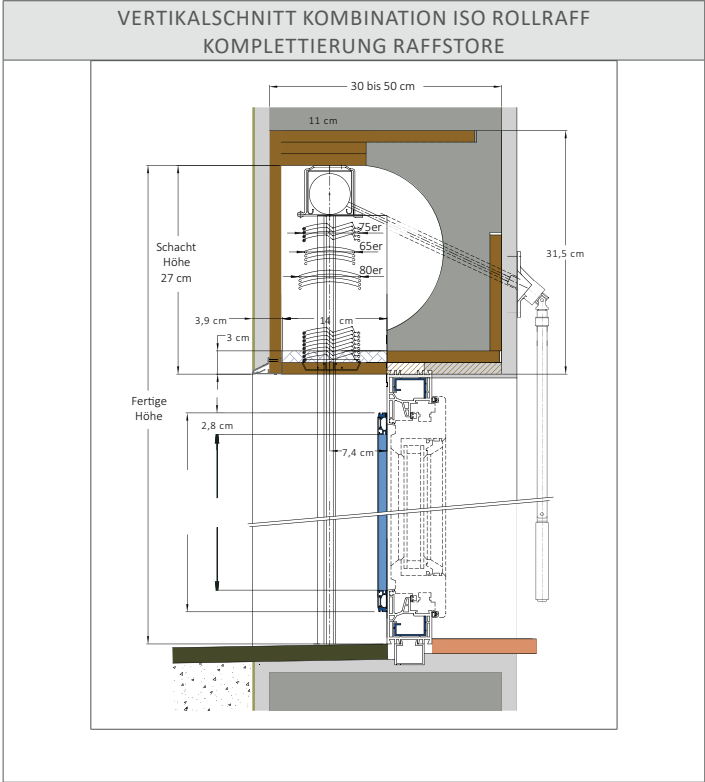 VERTIKALSCHNITT KOMBINATION ISO ROLLRAFF
KOMPLETTIERUNG RAFFSTORE
30 bis 50 cm
11 cm
75er
65er
80er
Schacht
Höhe
27 cm
31,5 cm
3,9 cm
14 cm
3 cm
Fertige
Höhe
2,8 cm
7,4 cm